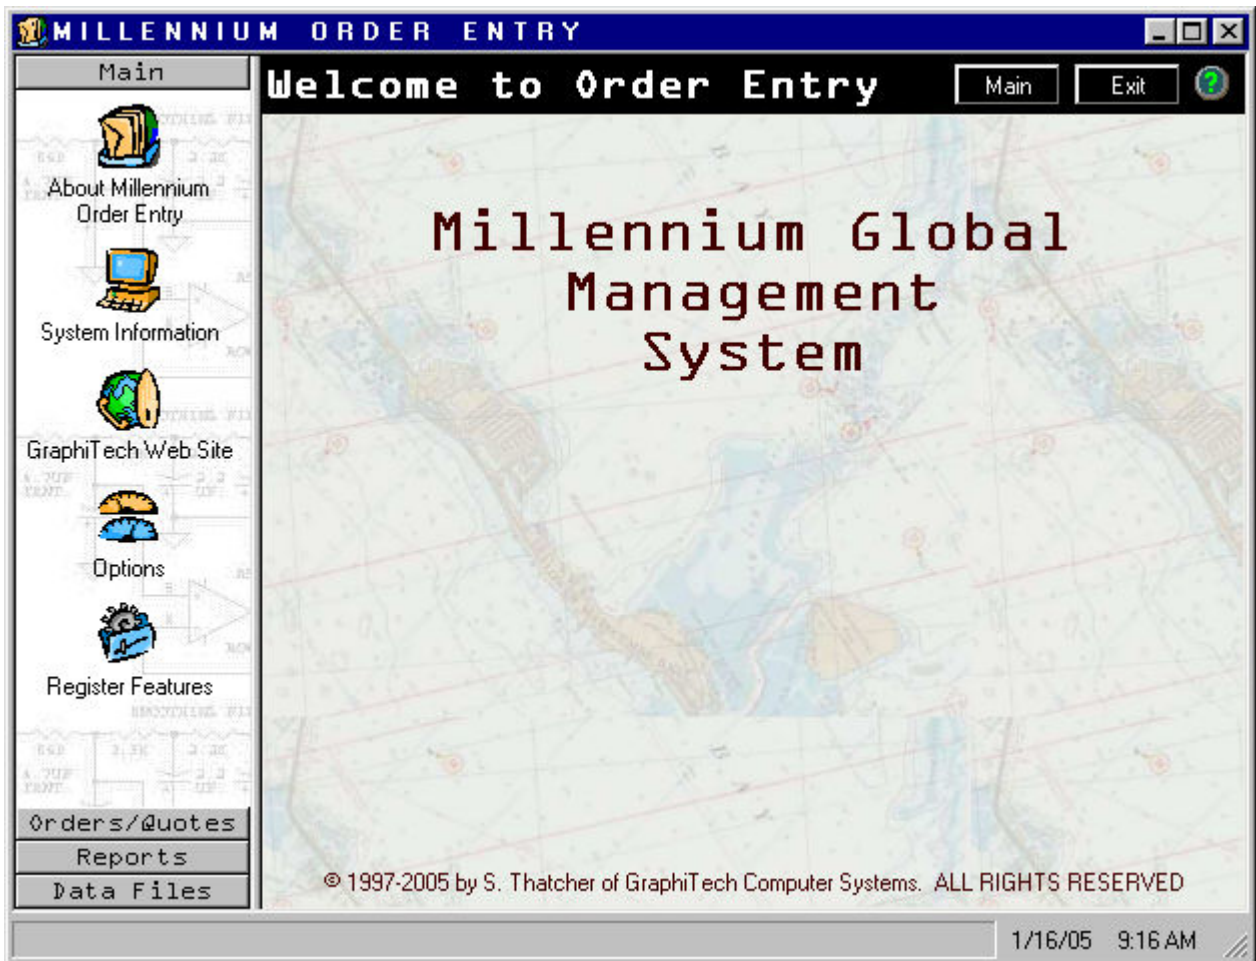 MILLENNIUM ORDER ENTRY
Main
Welcome to Order Entry
Main
Exit
?
About Millennium
Order Entry
System Information
GraphiTech Web Site
Options
Register Features
Orders/Quotes
Reports
Data Files
Millennium Global
Management
System
© 1997-2005 by S. Thatcher of GraphiTech Computer Systems. ALL RIGHTS RESERVED
1/16/05 9:16 AM